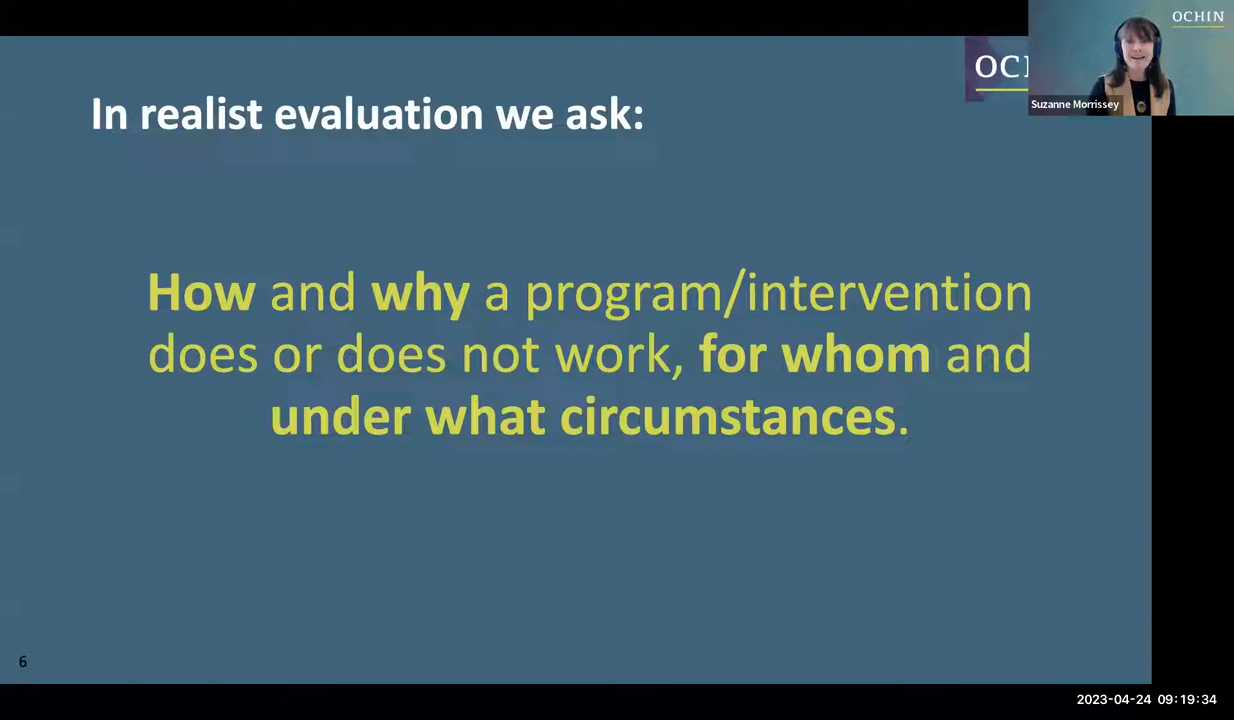 OCHIN
OCI
Suzanne Morrissey
In realist evaluation we ask:
How and why a program/intervention
does or does not work, for whom and
under what circumstances.
6
2023-04-24 09:19:34